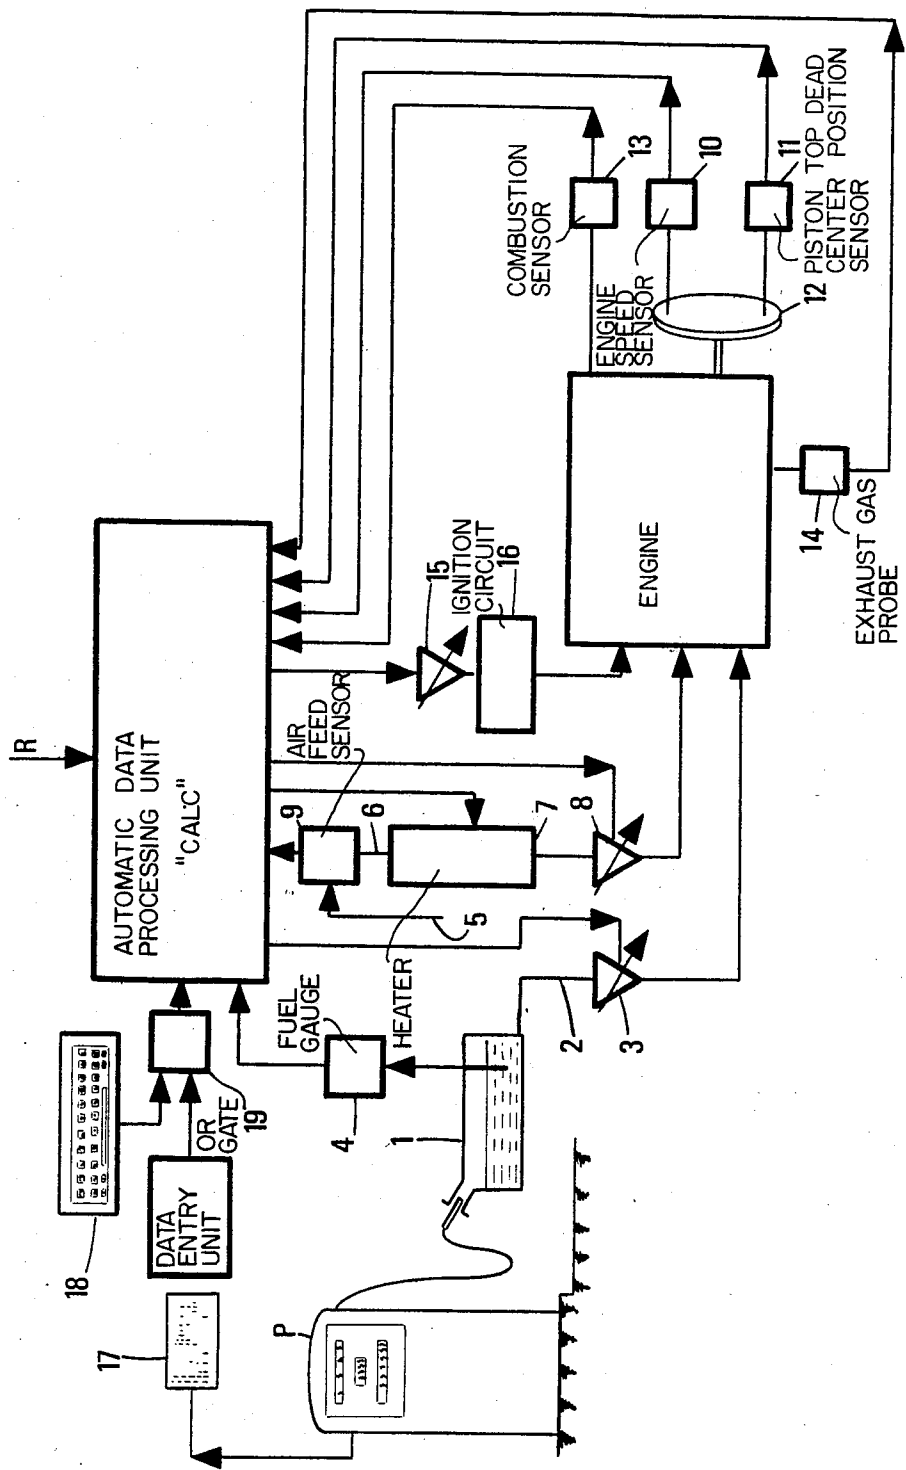 R
AUTOMATIC DATA
PROCESSING UNIT
"CALC"
18
DATA
ENTRY
UNIT
OR
GATE
19
17
P
FUEL
GAUGE
4
HEATER
1
2
3
5
6
7
8
9
AIR
FEED
SENSOR
15
IGNITION
CIRCUIT
16
ENGINE
COMBUSTION
SENSOR
13
ENGINE
SPEED
SENSOR
10
11
PISTON TOP DEAD
CENTER POSITION
SENSOR
12
14
EXHAUST GAS
PROBE